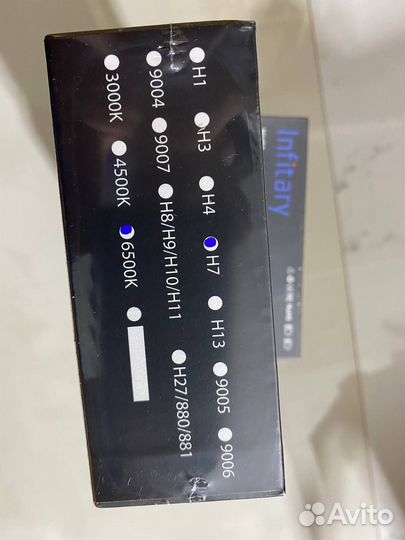 H1 H3 H4 H7 H13 9005 9006
9004 9007 H8/H9/H10/H11 H27/880/881
3000K 4500K 6500K
Infitary
Avito